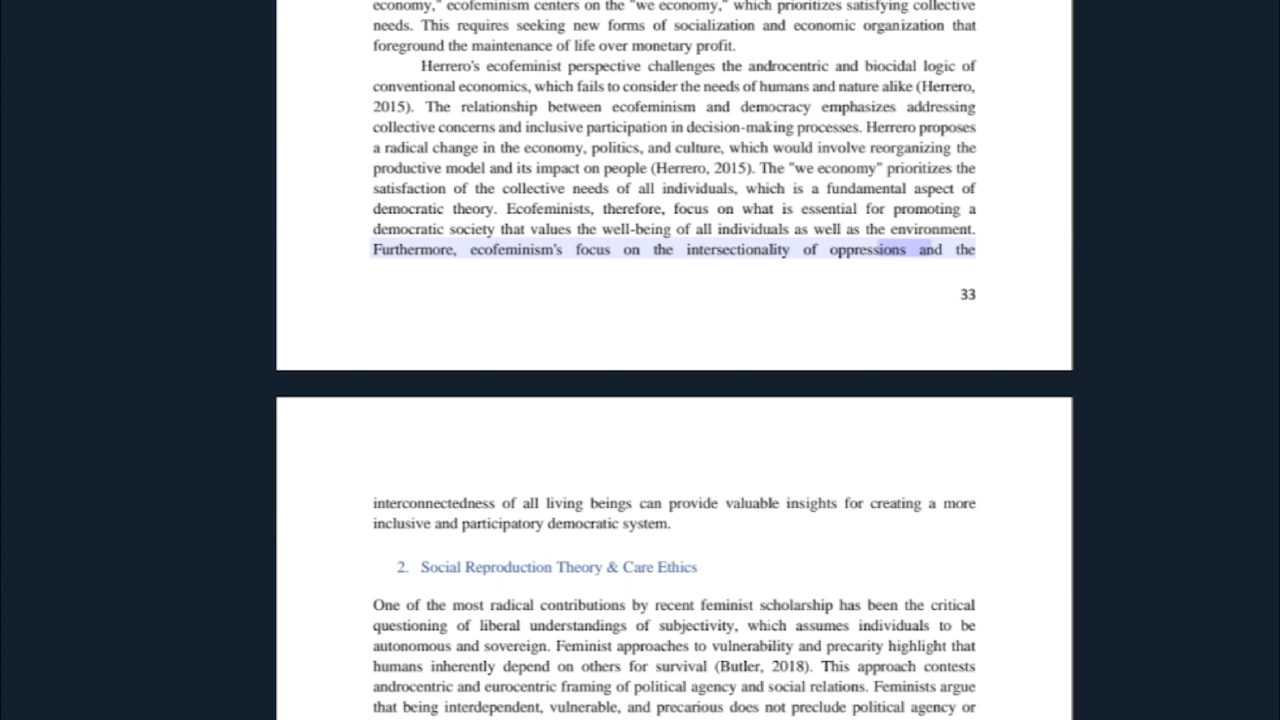 economy," ecofeminism centers on the "we economy," which prioritizes satisfying collective
needs. This requires seeking new forms of socialization and economic organization that
foreground the maintenance of life over monetary profit.
Herrero's ecofeminist perspective challenges the androcentric and biocidal logic of
conventional economics, which fails to consider the needs of humans and nature alike (Herrero,
2015). The relationship between ecofeminism and democracy emphasizes addressing
collective concerns and inclusive participation in decision-making processes. Herrero proposes
a radical change in the economy, politics, and culture, which would involve reorganizing the
productive model and its impact on people (Herrero, 2015). The "we economy" prioritizes the
satisfaction of the collective needs of all individuals, which is a fundamental aspect of
democratic theory. Ecofeminists, therefore, focus on what is essential for promoting a
democratic society that values the well-being of all individuals as well as the environment.
Furthermore, ecofeminism's focus on the intersectionality of oppressions and the
33
interconnectedness of all living beings can provide valuable insights for creating a more
inclusive and participatory democratic system.
2. Social Reproduction Theory & Care Ethics
One of the most radical contributions by recent feminist scholarship has been the critical
questioning of liberal understandings of subjectivity, which assumes individuals to be
autonomous and sovereign. Feminist approaches to vulnerability and precarity highlight that
humans inherently depend on others for survival (Butler, 2018). This approach contests
androcentric and eurocentric framing of political agency and social relations. Feminists argue
that being interdependent, vulnerable, and precarious does not preclude political agency or